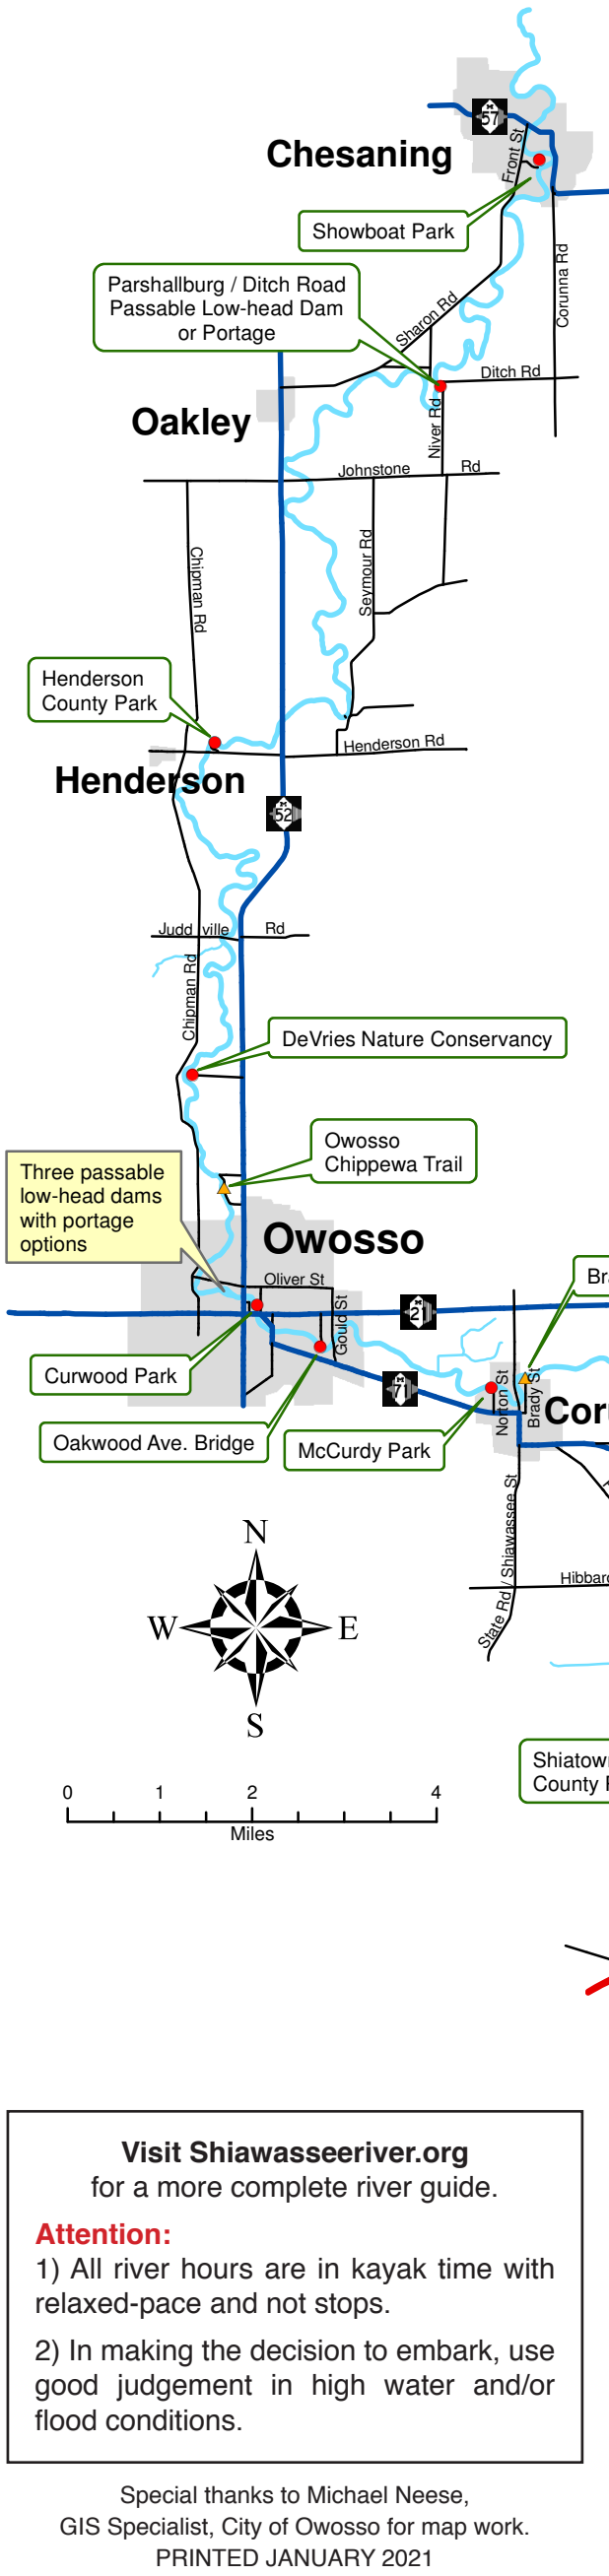 57
Chesaning
Front St
Showboat Park
Corunna Rd
Parshallburg / Ditch Road
Passable Low-head Dam
or Portage
Sharon Rd
Ditch Rd
Oakley
Niver Rd
Johnstone Rd
Chipman Rd
Seymour Rd
Henderson
County Park
Henderson Rd
Henderson
M
52
Juddville Rd
Chipman Rd
DeVries Nature Conservancy
Owosso
Chippewa Trail
Three passable
low-head dams
with portage
options
Owosso
Oliver St
Gould St
M
21
Curwood Park
M
71
Norton St
Brady St
Oakwood Ave. Bridge
McCurdy Park
State Rd / Shiawassee St
N
W E
S
0 1 2 4
Miles
Visit Shiawasseeriver.org
for a more complete river guide.
Attention:
1) All river hours are in kayak time with
relaxed-pace and not stops.
2) In making the decision to embark, use
good judgement in high water and/or
flood conditions.
Special thanks to Michael Neese,
GIS Specialist, City of Owosso for map work.
PRINTED JANUARY 2021